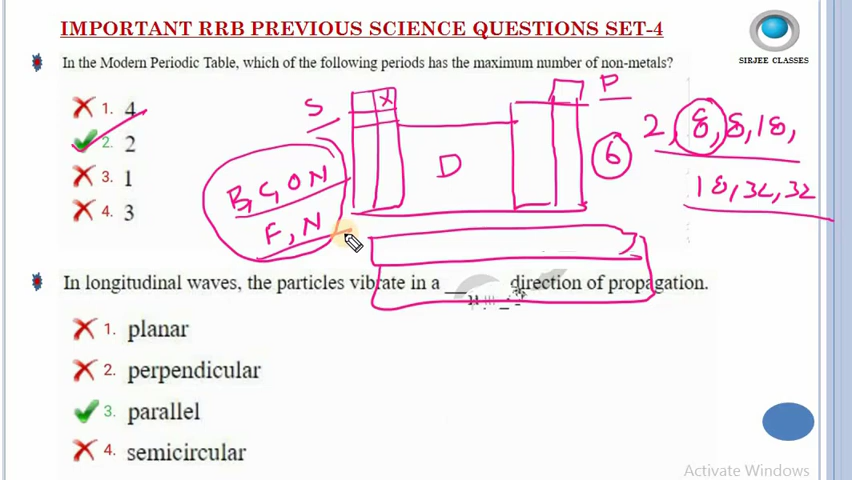 IMPORTANT RRB PREVIOUS SCIENCE QUESTIONS SET-4
SIRJEE CLASSES
In the Modern Periodic Table, which of the following periods has the maximum number of non-metals?
1. 4
2. 2
3. 1
4. 3
S
X
P
D
6
2, 8, 8, 18,
18, 32, 32
B, C, O N
F, N
In longitudinal waves, the particles vibrate in a __ direction of propagation.
1. planar
2. perpendicular
3. parallel
4. semicircular
Activate Windows